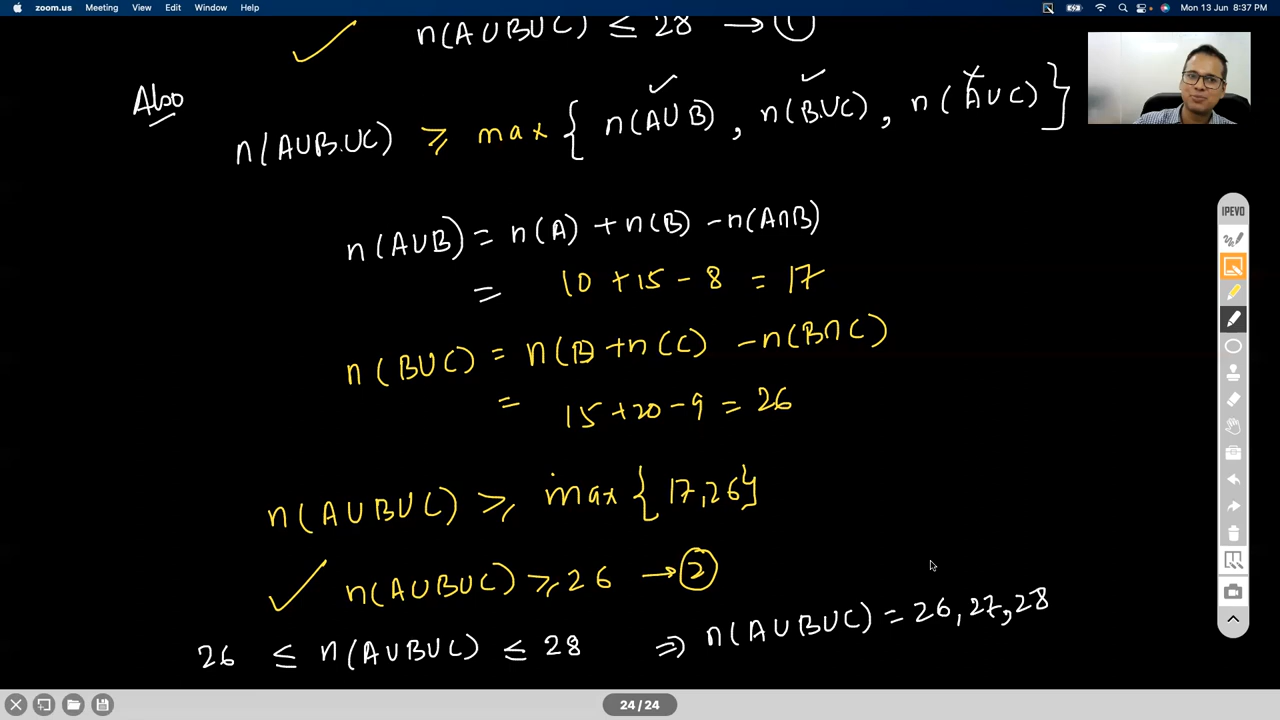 zoom.us Meeting View Edit Window Help Mon 13 Jun 8:37 PM
n(A∪B∪C) ≤ 28 → ①
Also
n(A∪B∪C) ≥ max { n(A∪B) , n(B∪C) , n(A∪C) }
n(A∪B) = n(A) + n(B) - n(A∩B)
= 10 + 15 - 8 = 17
n(B∪C) = n(B) + n(C) - n(B∩C)
= 15 + 20 - 9 = 26
n(A∪B∪C) ≥ max { 17, 26 }
n(A∪B∪C) ≥ 26 → ②
26 ≤ n(A∪B∪C) ≤ 28 ⇒ n(A∪B∪C) = 26, 27, 28
IPEVO
24 / 24